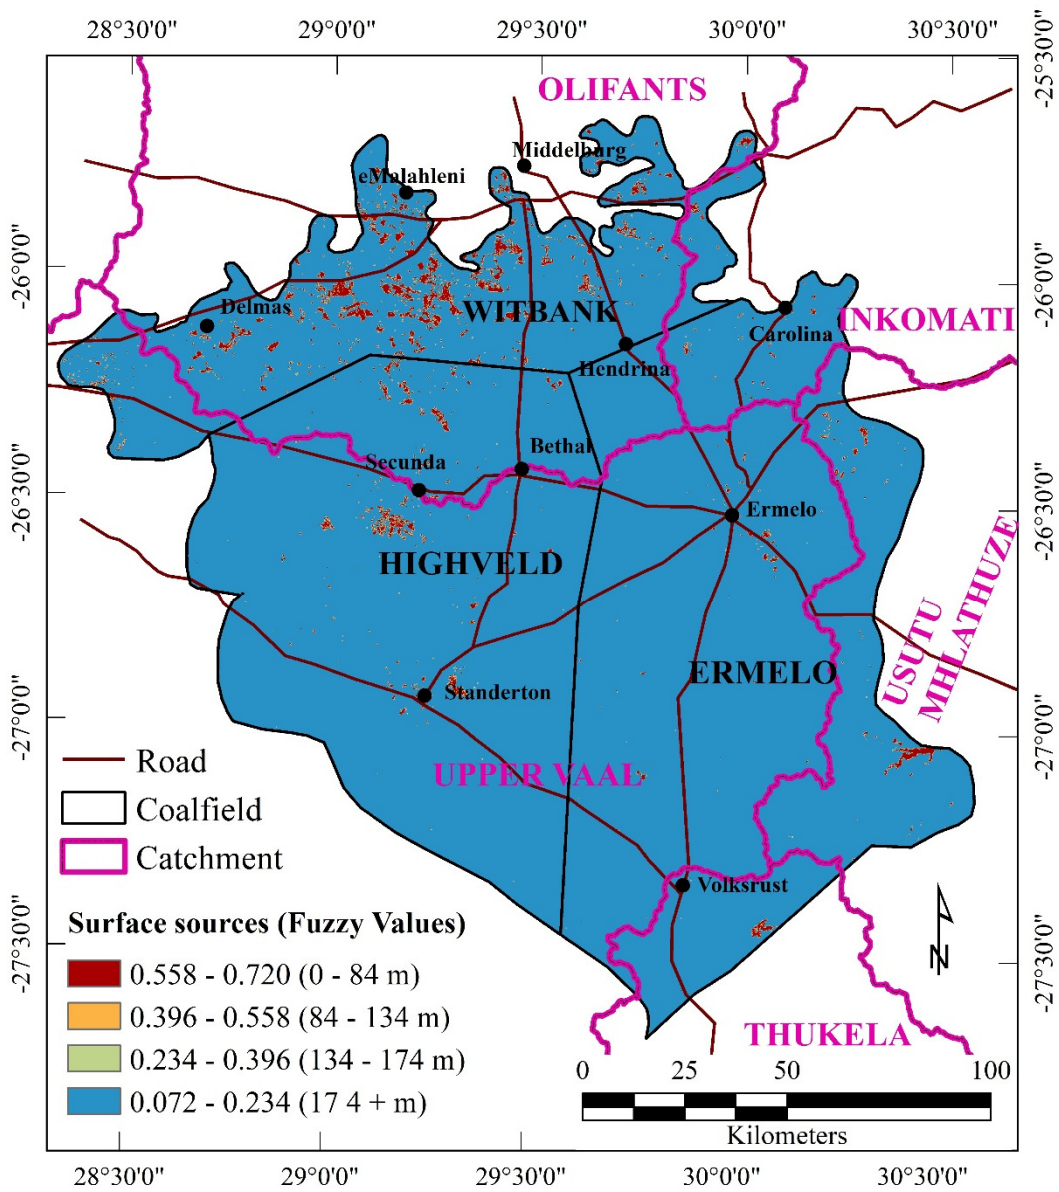 28°30'0" 29°0'0" 29°30'0" 30°0'0" 30°30'0"
-25°30'0"
OLIFANTS
Middelburg
eMalahleni
-26°0'0"
-26°0'0"
Delmas
WITBANK
Carolina
INKOMATI
Hendrina
Bethal
Secunda
-26°30'0"
-26°30'0"
Ermelo
HIGHVELD
USUTU
MHLATHUZE
ERMELO
Standerton
-27°0'0"
-27°0'0"
UPPER VAAL
Road
Coalfield
Catchment
Volksrust
Surface sources (Fuzzy Values)
-27°30'0"
-27°30'0"
N
0.558 - 0.720 (0 - 84 m)
0.396 - 0.558 (84 - 134 m)
0.234 - 0.396 (134 - 174 m)
0.072 - 0.234 (17 4 + m)
THUKELA
0 25 50 100
Kilometers
28°30'0" 29°0'0" 29°30'0" 30°0'0" 30°30'0"